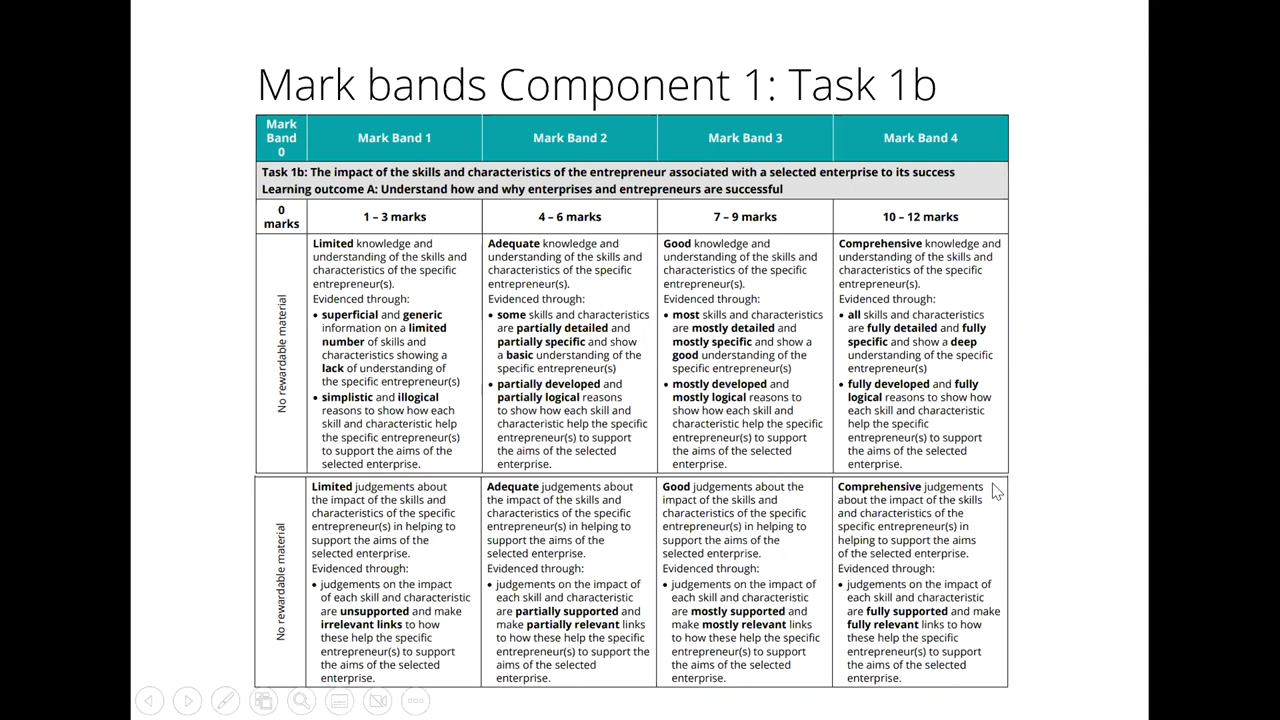 Mark bands Component 1: Task 1b
Mark
Band
0
Mark Band 1
Mark Band 2
Mark Band 3
Mark Band 4
Task 1b: The impact of the skills and characteristics of the entrepreneur associated with a selected enterprise to its success
Learning outcome A: Understand how and why enterprises and entrepreneurs are successful
0
marks
1 – 3 marks
4 – 6 marks
7 – 9 marks
10 – 12 marks
No rewardable material
Limited knowledge and
understanding of the skills and
characteristics of the specific
entrepreneur(s).
Evidenced through:
• superficial and generic
information on a limited
number of skills and
characteristics showing a
lack of understanding of
the specific entrepreneur(s)
• simplistic and illogical
reasons to show how each
skill and characteristic help
the specific entrepreneur(s)
to support the aims of the
selected enterprise.
Adequate knowledge and
understanding of the skills and
characteristics of the specific
entrepreneur(s).
Evidenced through:
• some skills and characteristics
are partially detailed and
partially specific and show
a basic understanding of the
specific entrepreneur(s)
• partially developed and
partially logical reasons
to show how each skill and
characteristic help the specific
entrepreneur(s) to support
the aims of the selected
enterprise.
Good knowledge and
understanding of the skills and
characteristics of the specific
entrepreneur(s).
Evidenced through:
• most skills and characteristics
are mostly detailed and
mostly specific and show a
good understanding of the
specific entrepreneur(s)
• mostly developed and
mostly logical reasons to
show how each skill and
characteristic help the specific
entrepreneur(s) to support
the aims of the selected
enterprise.
Comprehensive knowledge and
understanding of the skills and
characteristics of the specific
entrepreneur(s).
Evidenced through:
• all skills and characteristics
are fully detailed and fully
specific and show a deep
understanding of the specific
entrepreneur(s)
• fully developed and fully
logical reasons to show how
each skill and characteristic
help the specific
entrepreneur(s) to support
the aims of the selected
enterprise.
No rewardable material
Limited judgements about
the impact of the skills and
characteristics of the specific
entrepreneur(s) in helping to
support the aims of the
selected enterprise.
Evidenced through:
• judgements on the impact
of each skill and characteristic
are unsupported and make
irrelevant links to how
these help the specific
entrepreneur(s) to support
the aims of the selected
enterprise.
Adequate judgements about
the impact of the skills and
characteristics of the specific
entrepreneur(s) in helping to
support the aims of the
selected enterprise.
Evidenced through:
• judgements on the impact of
each skill and characteristic
are partially supported and
make partially relevant links
to how these help the specific
entrepreneur(s) to support the
aims of the selected
enterprise.
Good judgements about the
impact of the skills and
characteristics of the specific
entrepreneur(s) in helping to
support the aims of the
selected enterprise.
Evidenced through:
• judgements on the impact of
each skill and characteristic
are mostly supported and
make mostly relevant links
to how these help the specific
entrepreneur(s) to support
the aims of the selected
enterprise.
Comprehensive judgements
about the impact of the skills
and characteristics of the
specific entrepreneur(s) in
helping to support the aims
of the selected enterprise.
Evidenced through:
• judgements on the impact of
each skill and characteristic
are fully supported and make
fully relevant links to how
these help the specific
entrepreneur(s) to support
the aims of the selected
enterprise.